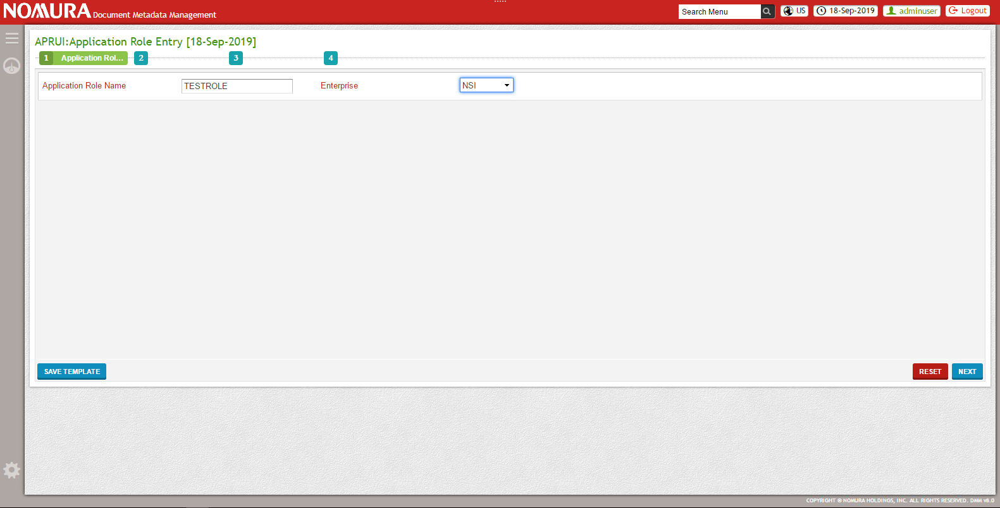 NOMURA Document Metadata Management
Search Menu
US
18-Sep-2019
adminuser
Logout
APRUI:Application Role Entry [18-Sep-2019]
1 Application Rol... 2 3 4
Application Role Name TESTROLE Enterprise NSI
SAVE TEMPLATE RESET NEXT
COPYRIGHT © NOMURA HOLDINGS, INC. ALL RIGHTS RESERVED. DMM v8.0